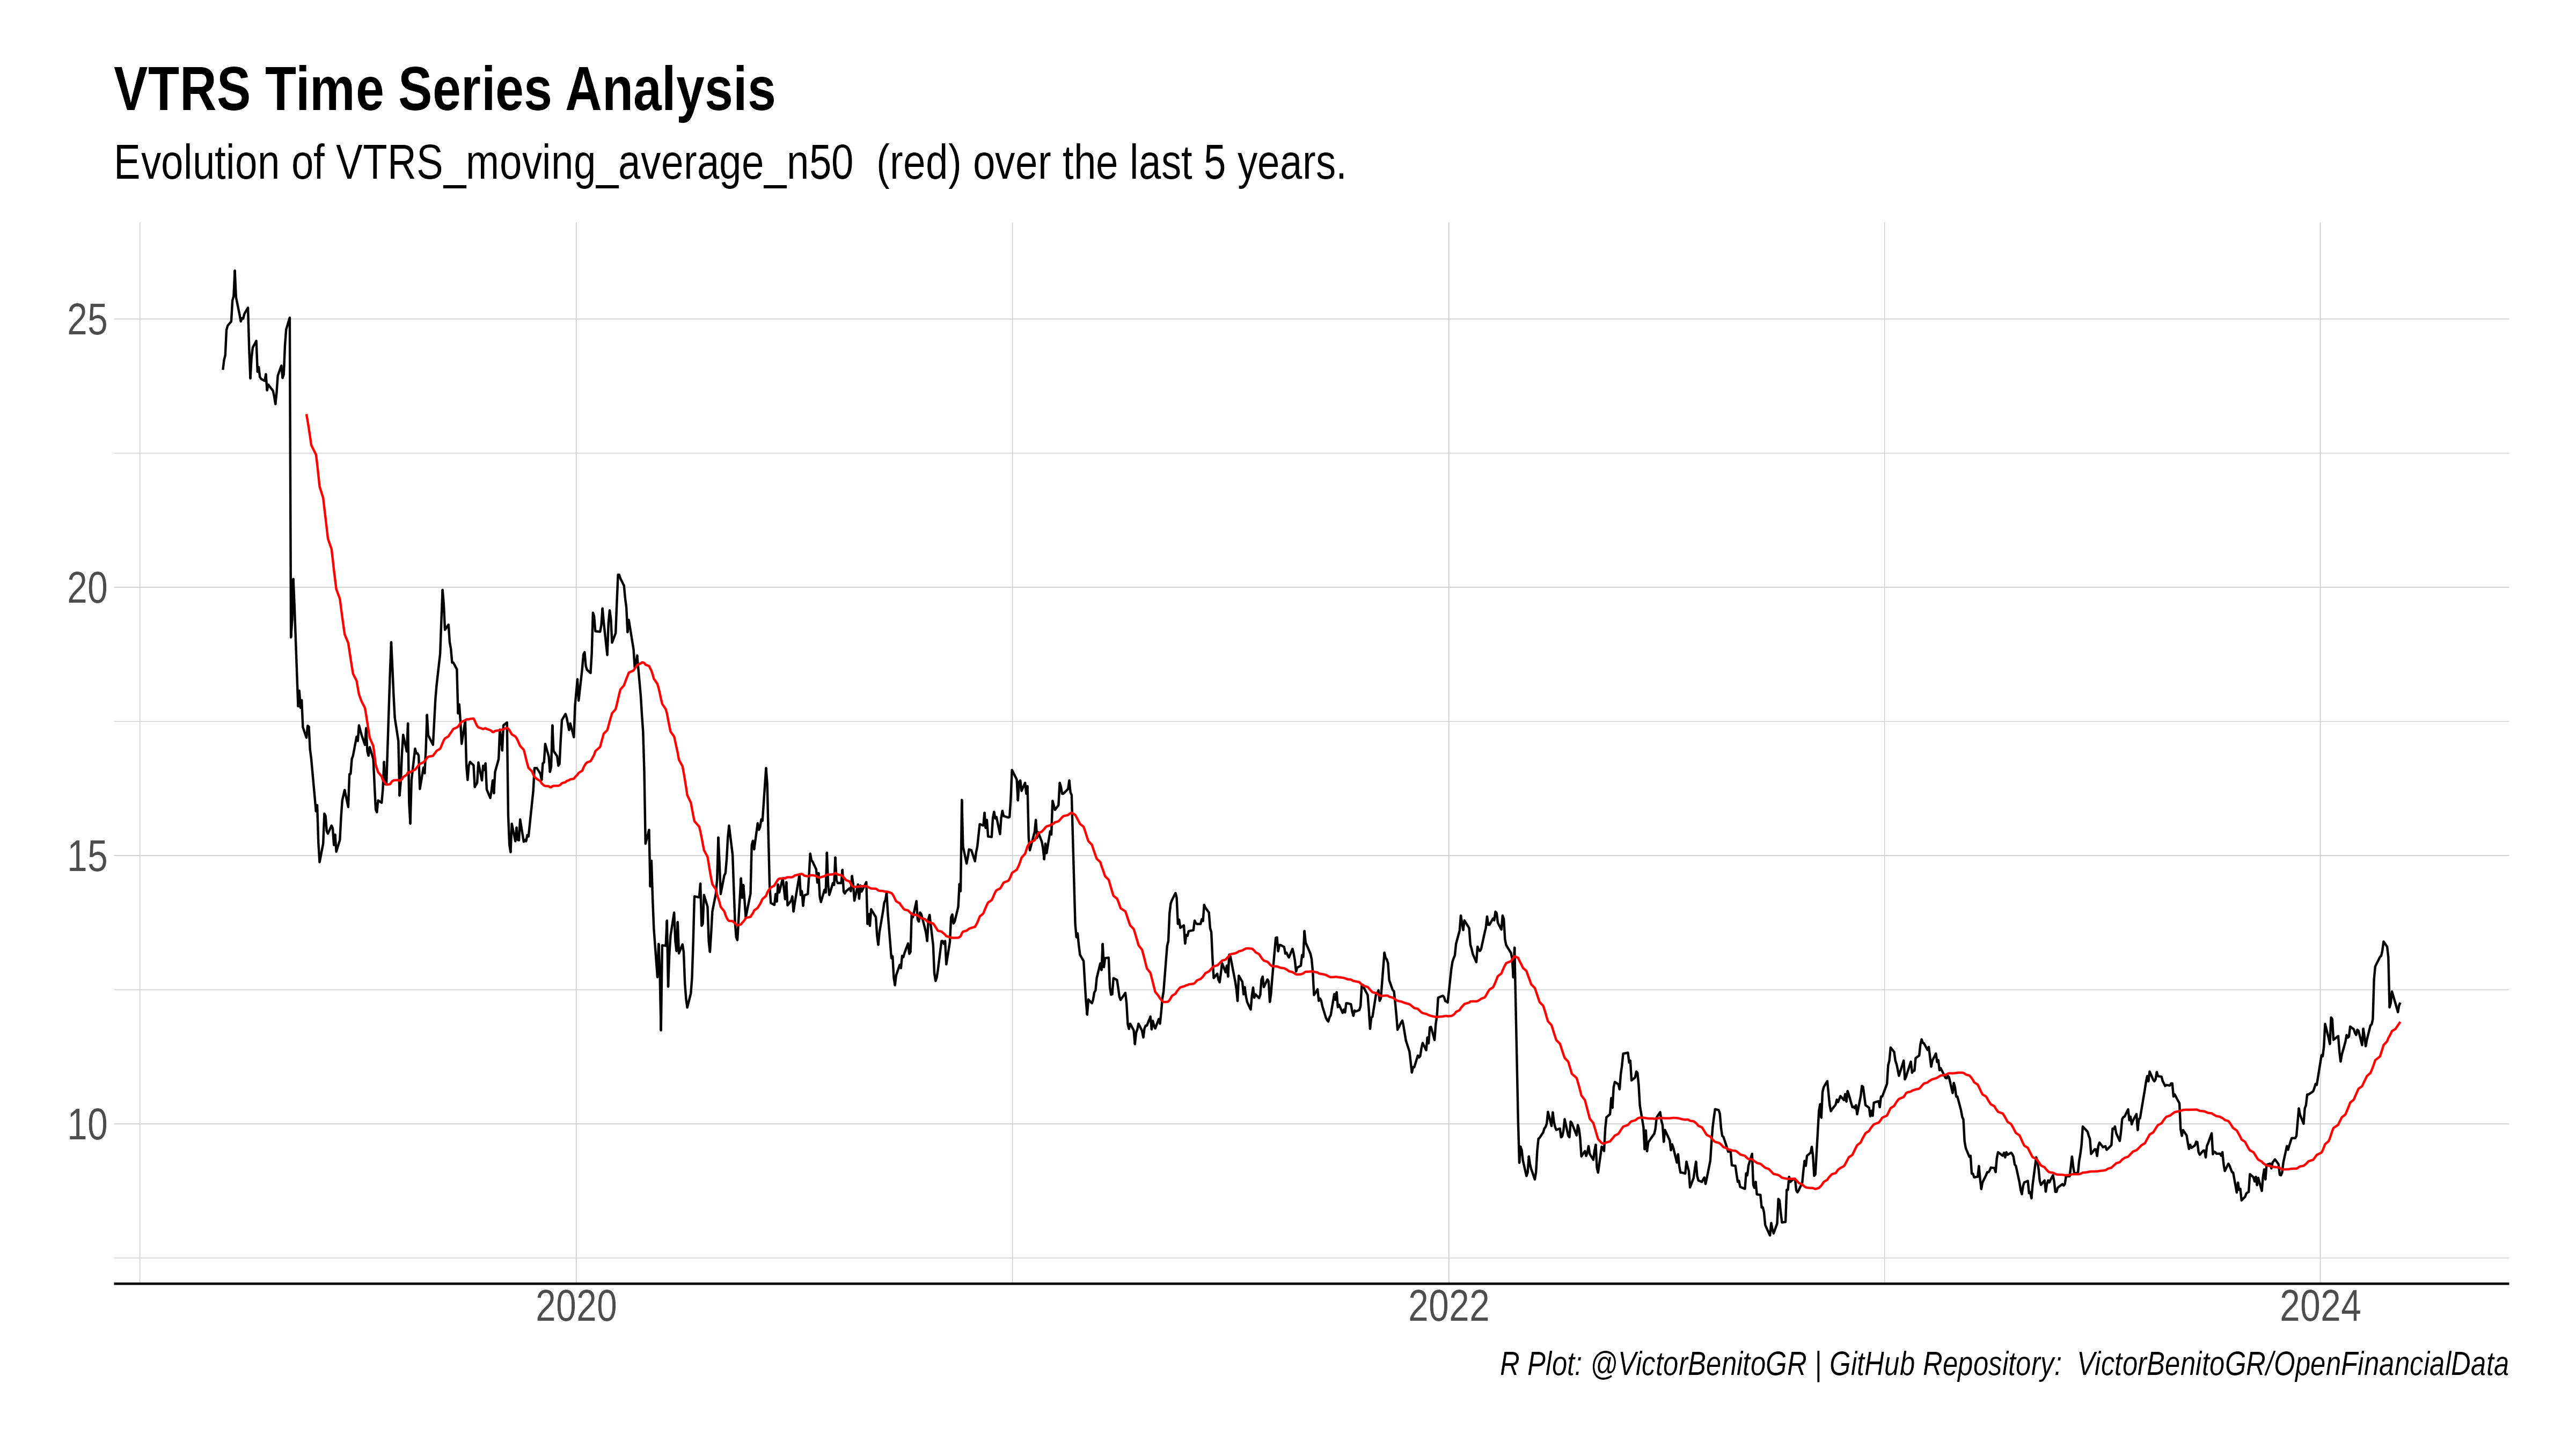 VTRS Time Series Analysis
Evolution of VTRS_moving_average_n50  (red) over the last 5 years.
25
20
15
10
2020 2022 2024
R Plot: @VictorBenitoGR | GitHub Repository:  VictorBenitoGR/OpenFinancialData